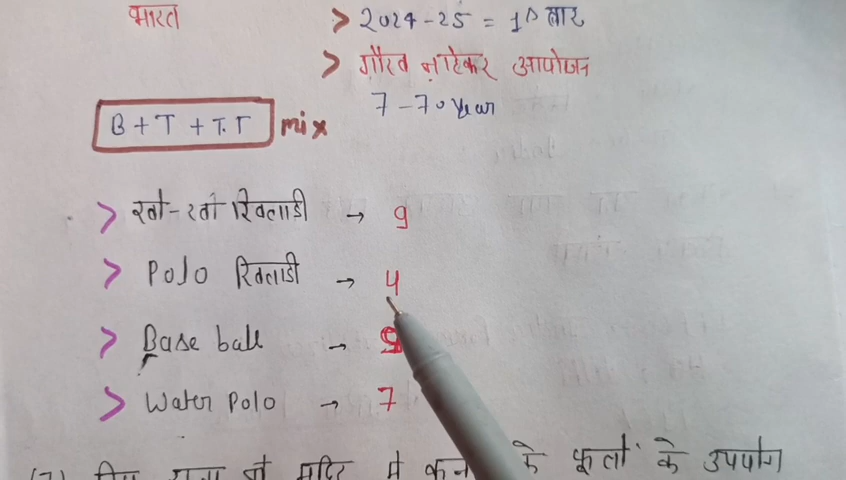 भारत > 2024-25 = 1st बार
> गौरव नाटेकर आयोजन
7-70 Year
B + T + T.T mix
> खो-खो खिलाडी → 9
> Polo खिलाडी → 4
> Base ball → 9
> Water Polo → 7
मंदिर में के फूलों के उपयोग